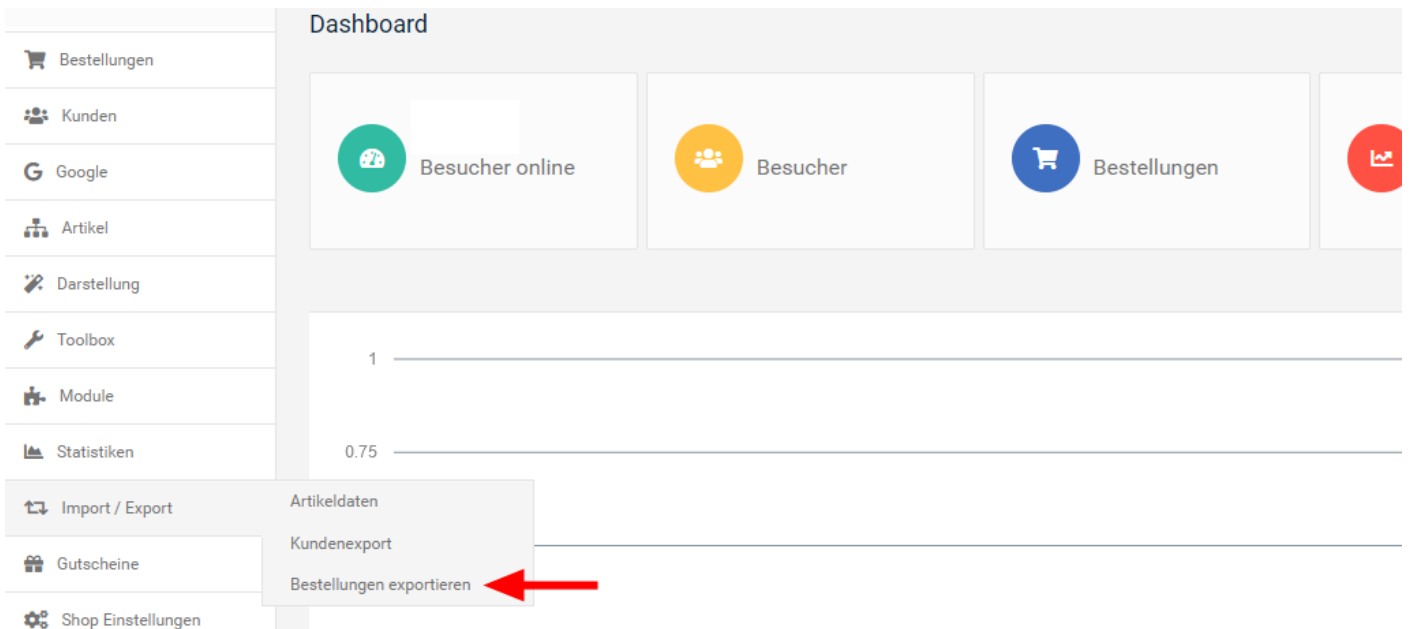 Dashboard
Bestellungen
Kunden
Google
Artikel
Darstellung
Toolbox
Module
Statistiken
Import / Export
Gutscheine
Shop Einstellungen
Artikeldaten
Kundenexport
Bestellungen exportieren
Besucher online
Besucher
Bestellungen
1
0.75